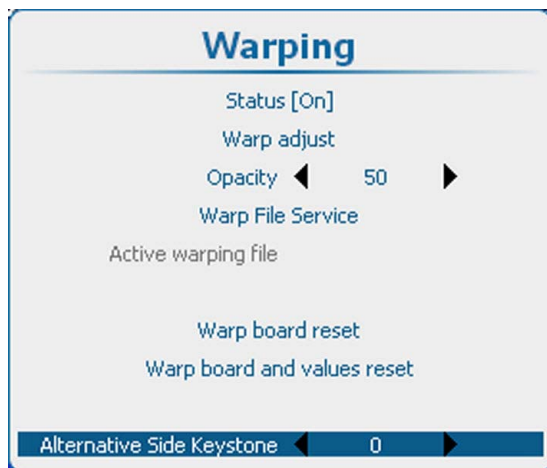 Warping
Status [On]
Warp adjust
Opacity 50
Warp File Service
Active warping file
Warp board reset
Warp board and values reset
Alternative Side Keystone 0